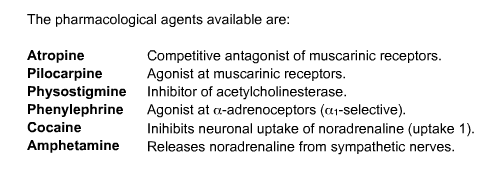 The pharmacological agents available are:
Atropine Competitive antagonist of muscarinic receptors.
Pilocarpine Agonist at muscarinic receptors.
Physostigmine Inhibitor of acetylcholinesterase.
Phenylephrine Agonist at α-adrenoceptors (α1-selective).
Cocaine Inihibits neuronal uptake of noradrenaline (uptake 1).
Amphetamine Releases noradrenaline from sympathetic nerves.